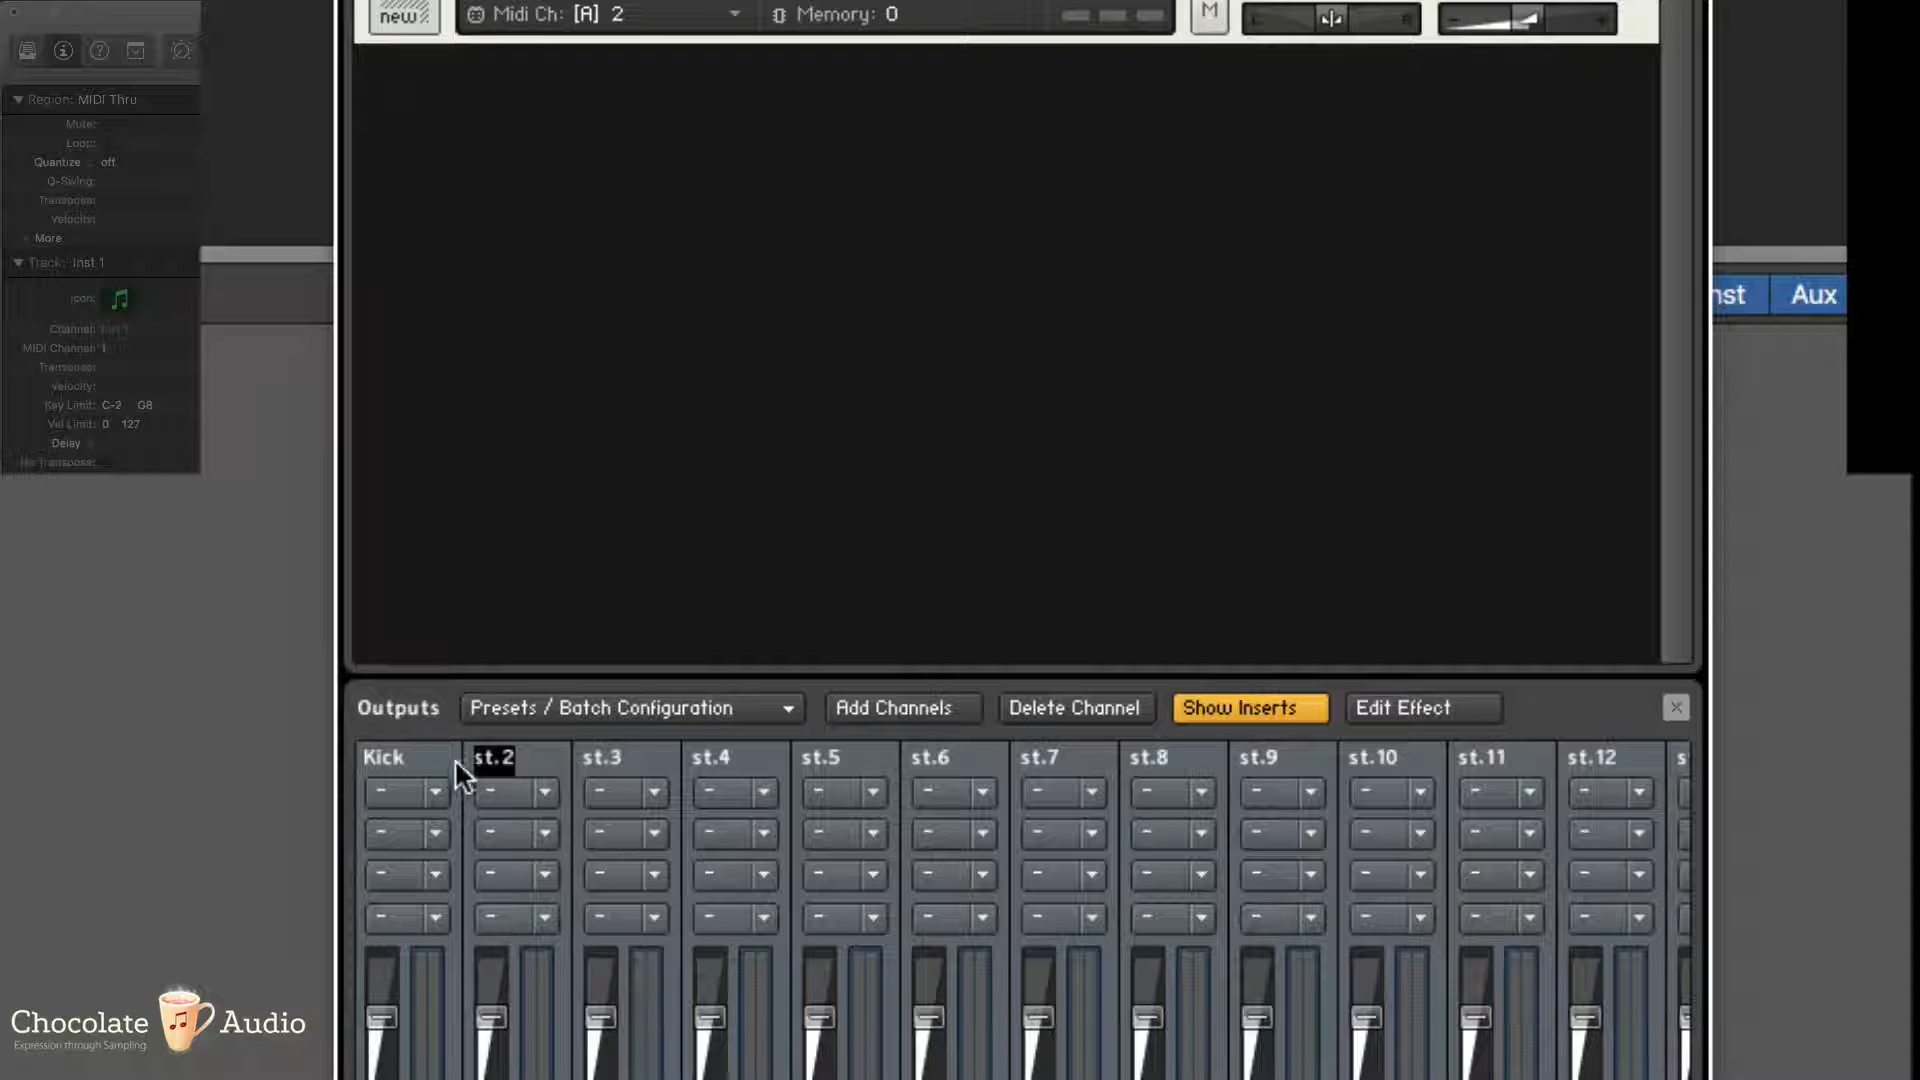 new
Midi Ch: [A] 2
Memory: 0
M
Region: MIDI Thru
Mute:
Loop:
Quantize off
Q-Swing:
Transpose:
Velocity:
More
Track: Inst 1
Icon:
Channel: Inst 1
MIDI Channel: 1
Transpose:
Velocity:
Key Limit: C-2 G8
Vel Limit: 0 127
Delay
No Transpose:
nst
Aux
Outputs
Presets / Batch Configuration
Add Channels
Delete Channel
Show Inserts
Edit Effect
Kick st.2 st.3 st.4 st.5 st.6 st.7 st.8 st.9 st.10 st.11 st.12 s
Chocolate Audio
Expression through Sampling